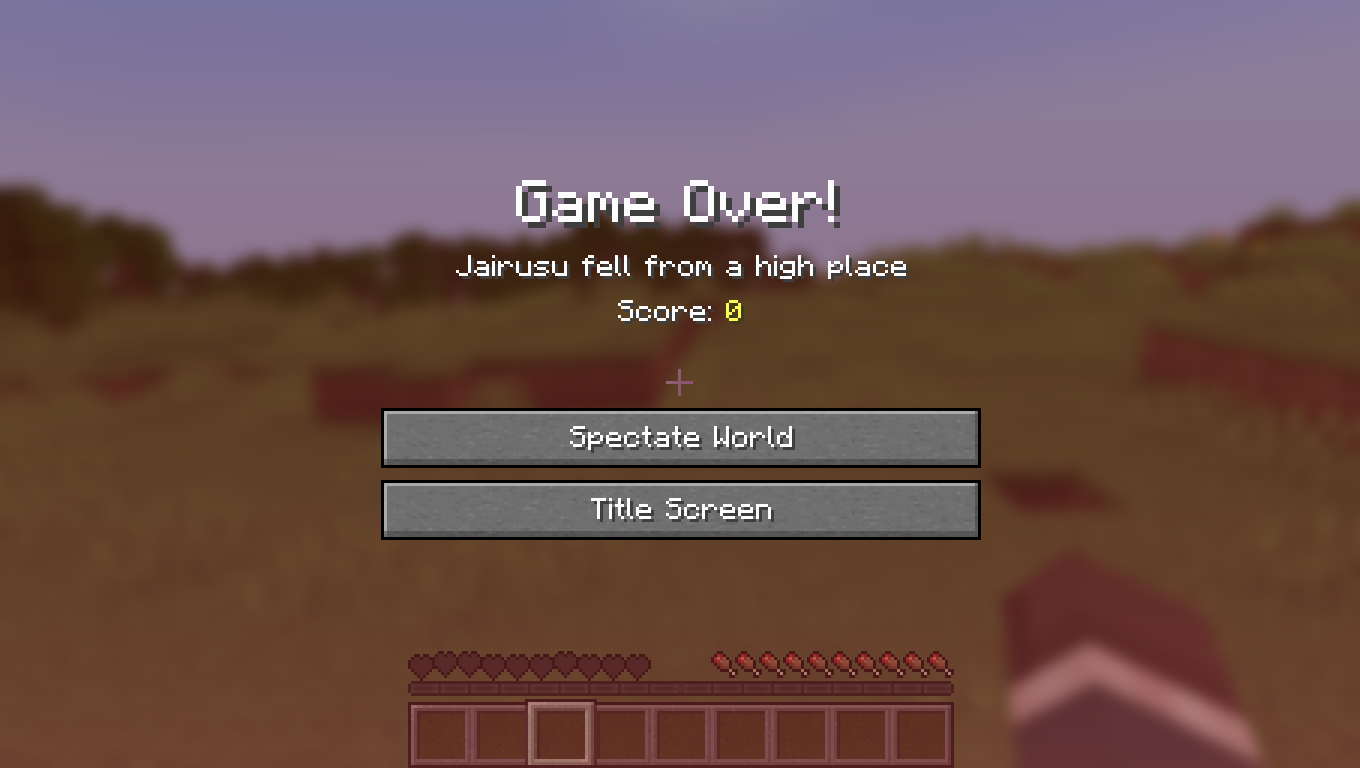 Game Over!
Jairusu fell from a high place
Score: 0
Spectate World
Title Screen